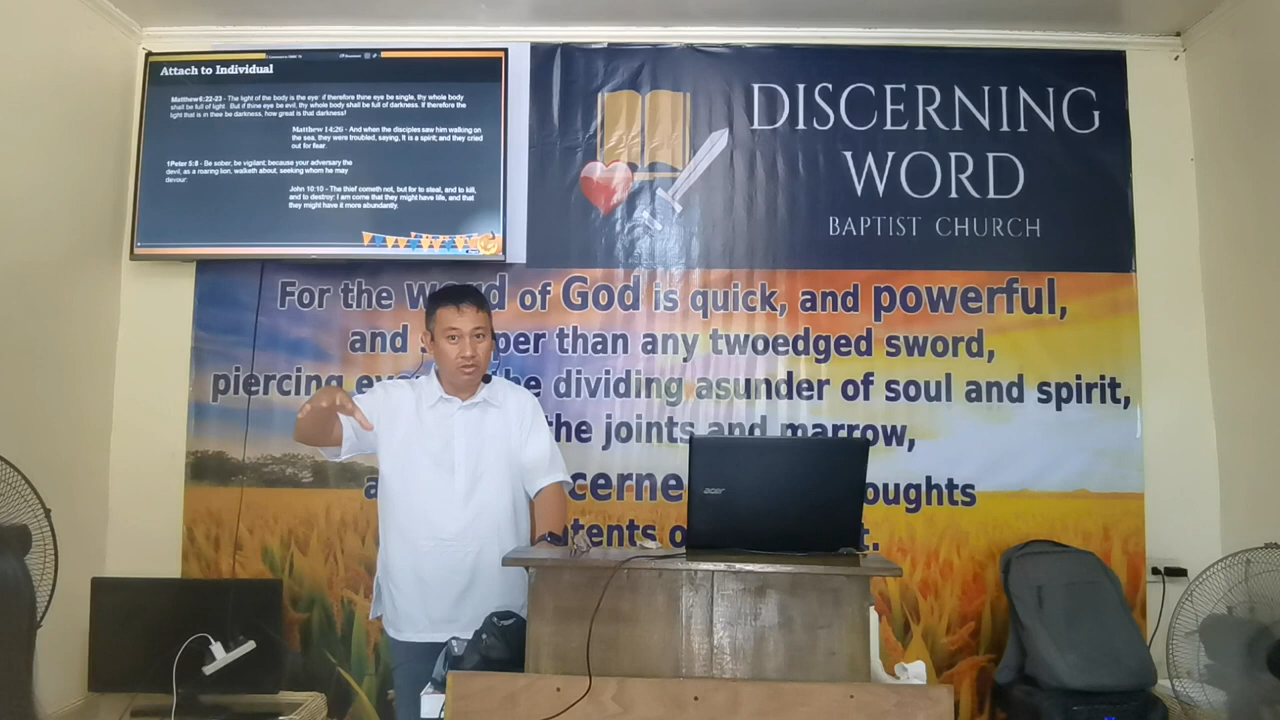 Attach to Individual
Matthew 6:22-23 - The light of the body is the eye: if therefore thine eye be single, thy whole body
shall be full of light. But if thine eye be evil, thy whole body shall be full of darkness. If therefore the
light that is in thee be darkness, how great is that darkness!
Matthew 14:26 - And when the disciples saw him walking on
the sea, they were troubled, saying, It is a spirit; and they cried
out for fear.
1Peter 5:8 - Be sober, be vigilant; because your adversary the
devil, as a roaring lion, walketh about, seeking whom he may
devour:
John 10:10 - The thief cometh not, but for to steal, and to kill,
and to destroy: I am come that they might have life, and that
they might have it more abundantly.
DISCERNING
WORD
BAPTIST CHURCH
For the word of God is quick, and powerful,
and per than any twoedged sword,
piercing the dividing asunder of soul and spirit,
the joints and marrow,
a cerne oughts
tents o t.
acer